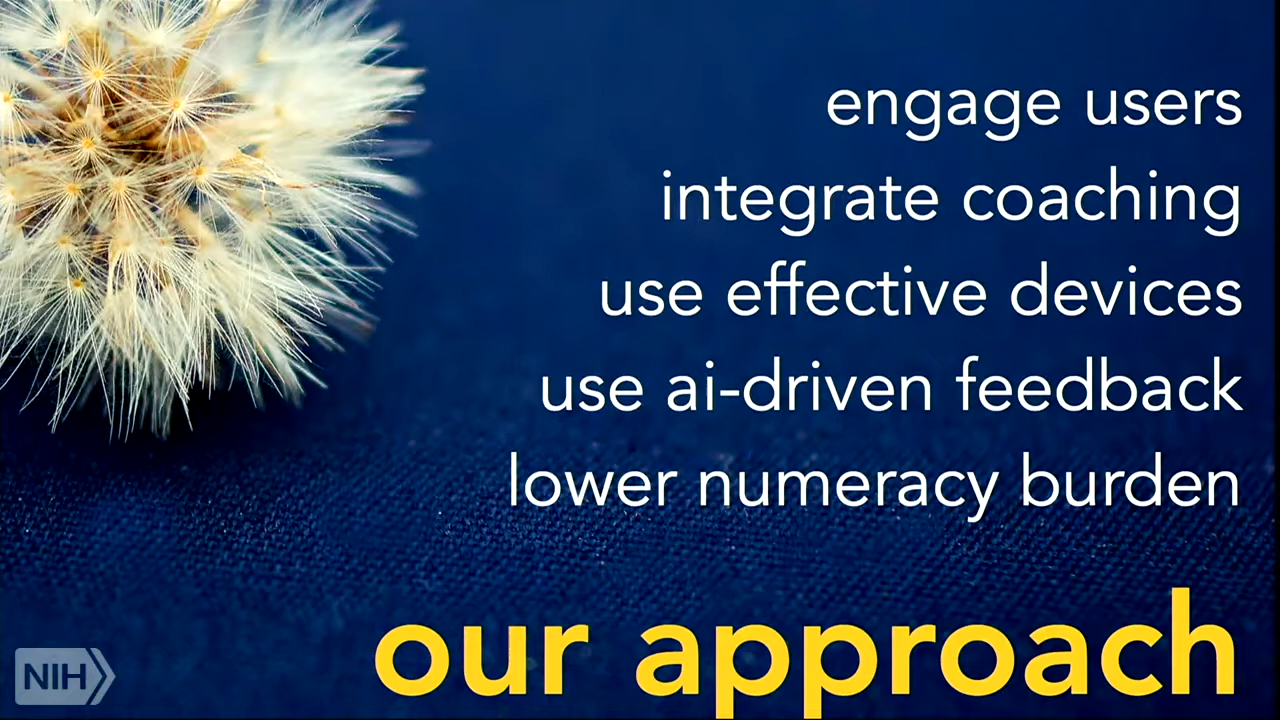 engage users
integrate coaching
use effective devices
use ai-driven feedback
lower numeracy burden
our approach
NIH